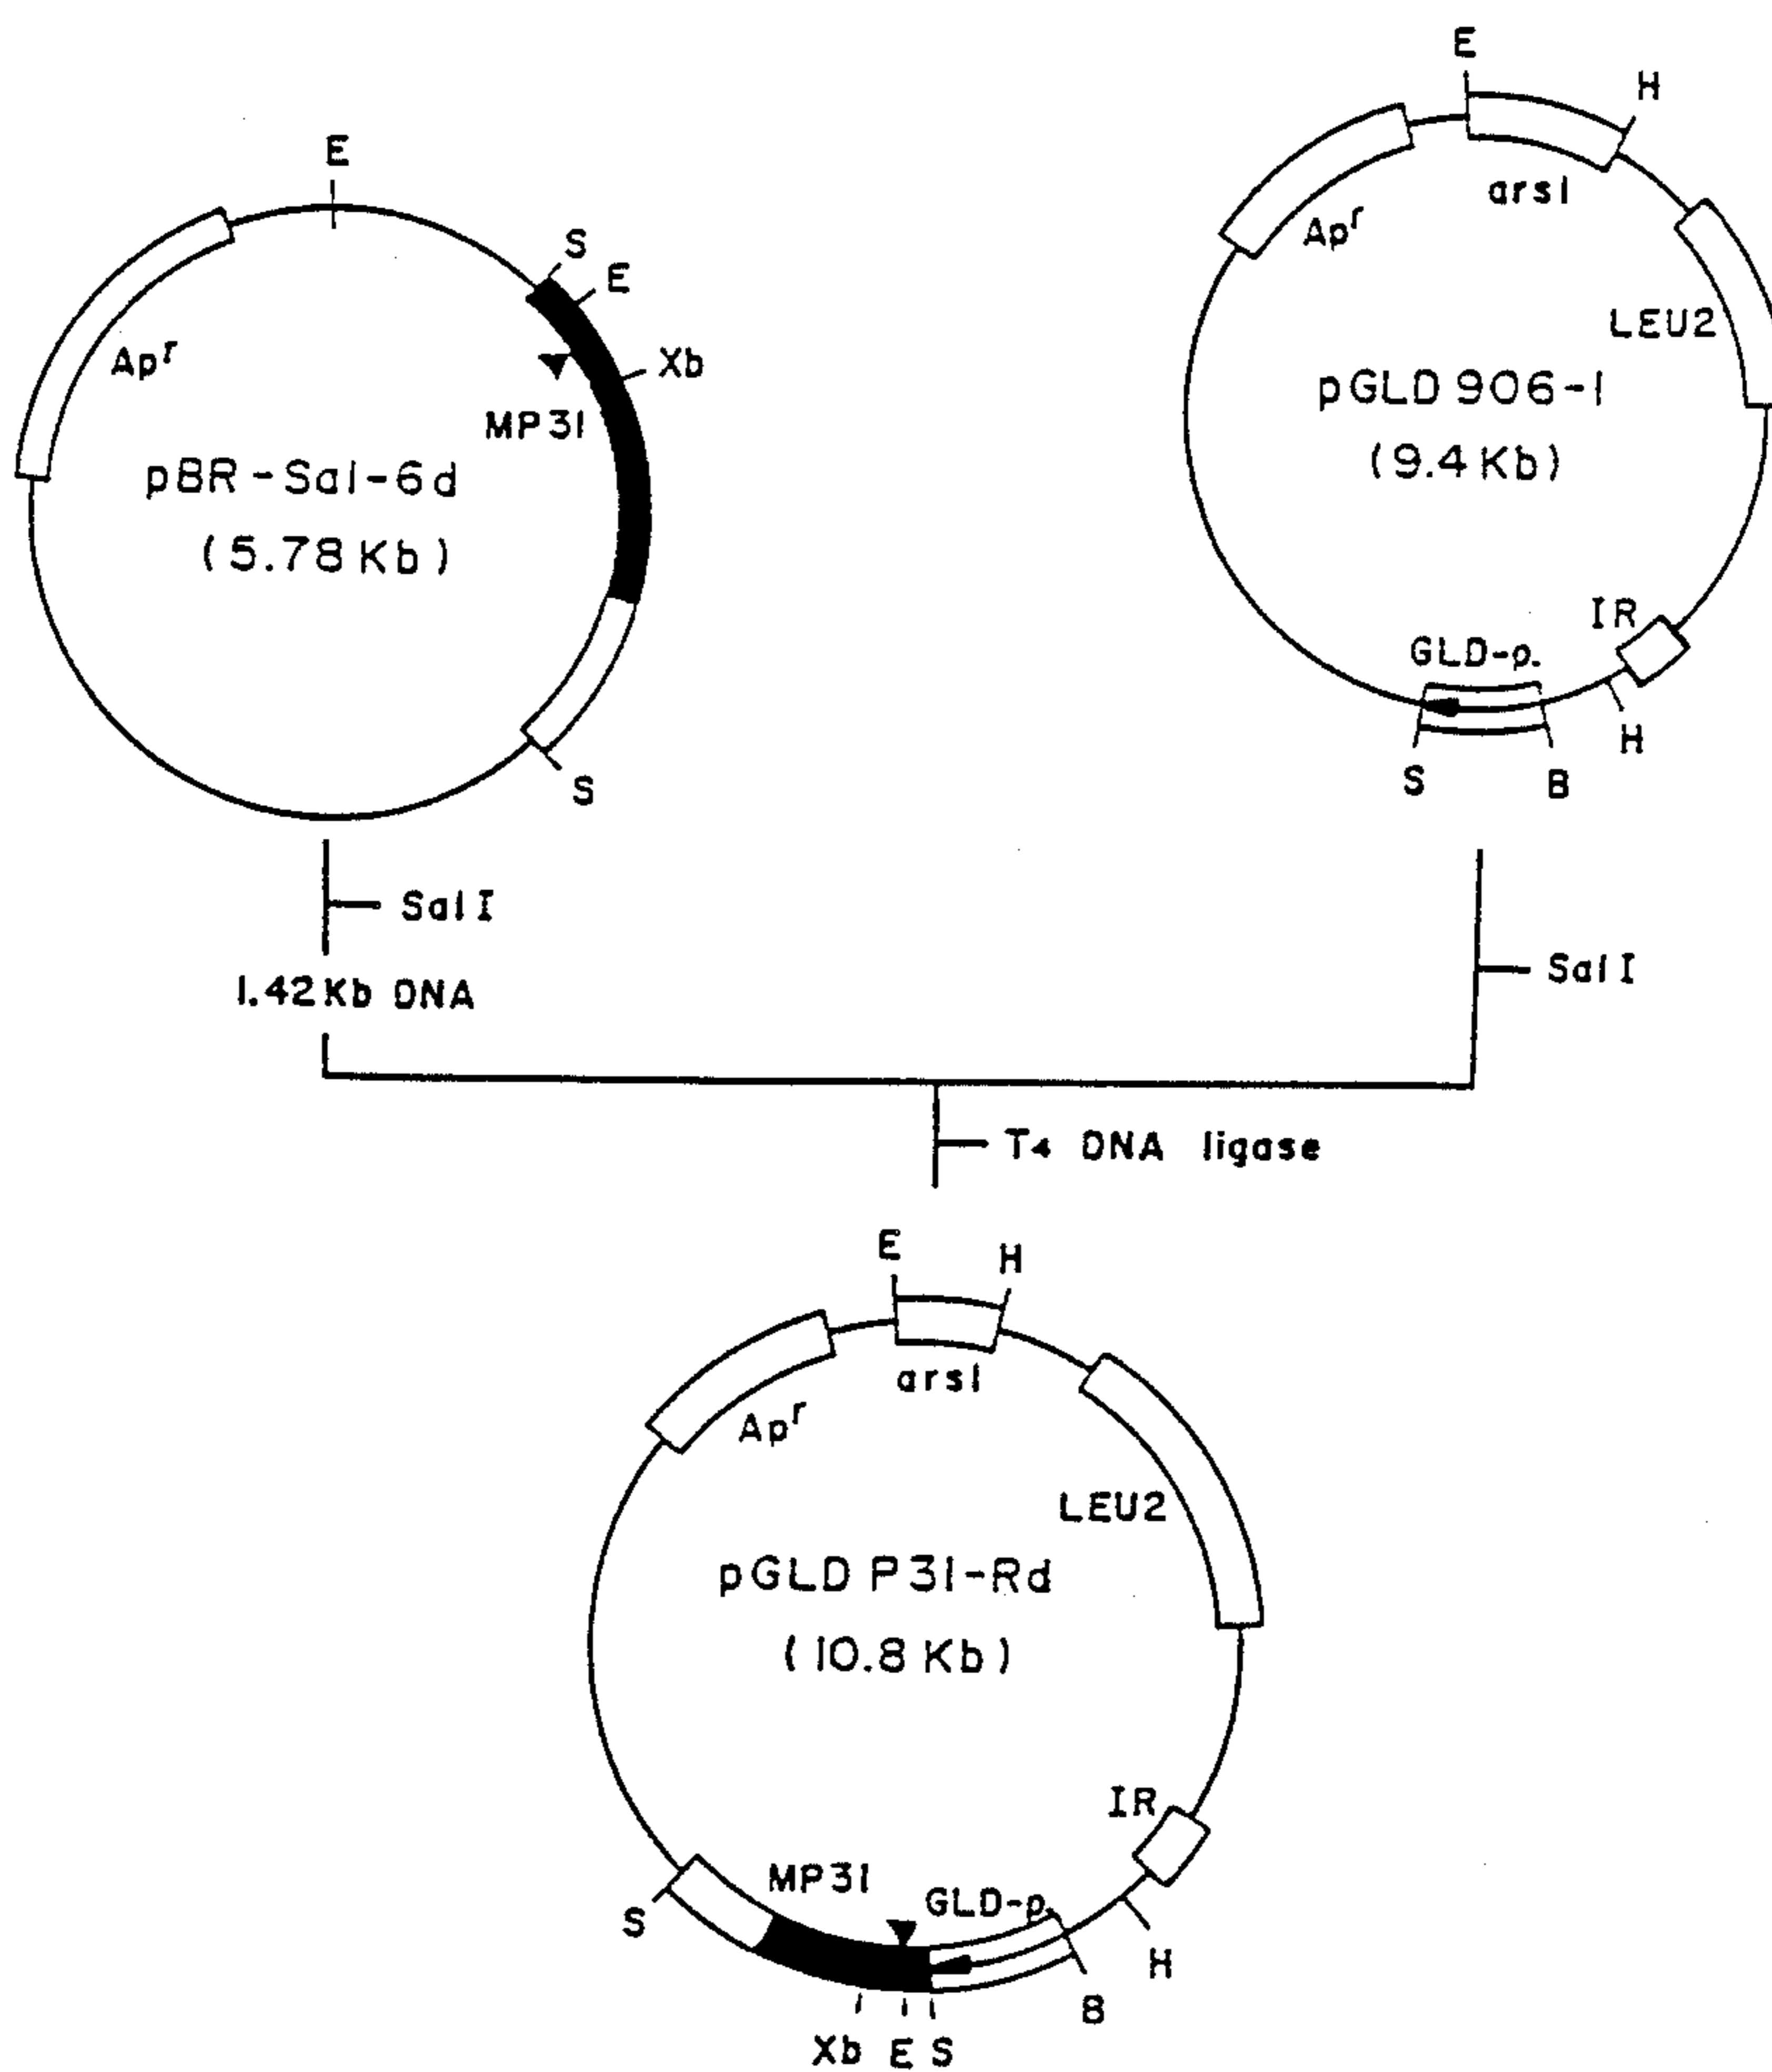 E
S
E
Xb
Apʳ
MP31
pBR-Sal-6d
(5.78 Kb)
S
E
H
arsl
Apʳ
LEU2
pGLD 906-1
(9.4 Kb)
IR
GLD-p.
H
S
B
Sal I
1.42 Kb DNA
Sal I
T4 DNA ligase
E
H
arsl
Apʳ
LEU2
pGLD P31-Rd
(10.8 Kb)
IR
MP31
GLD-p.
S
H
B
Xb
E
S